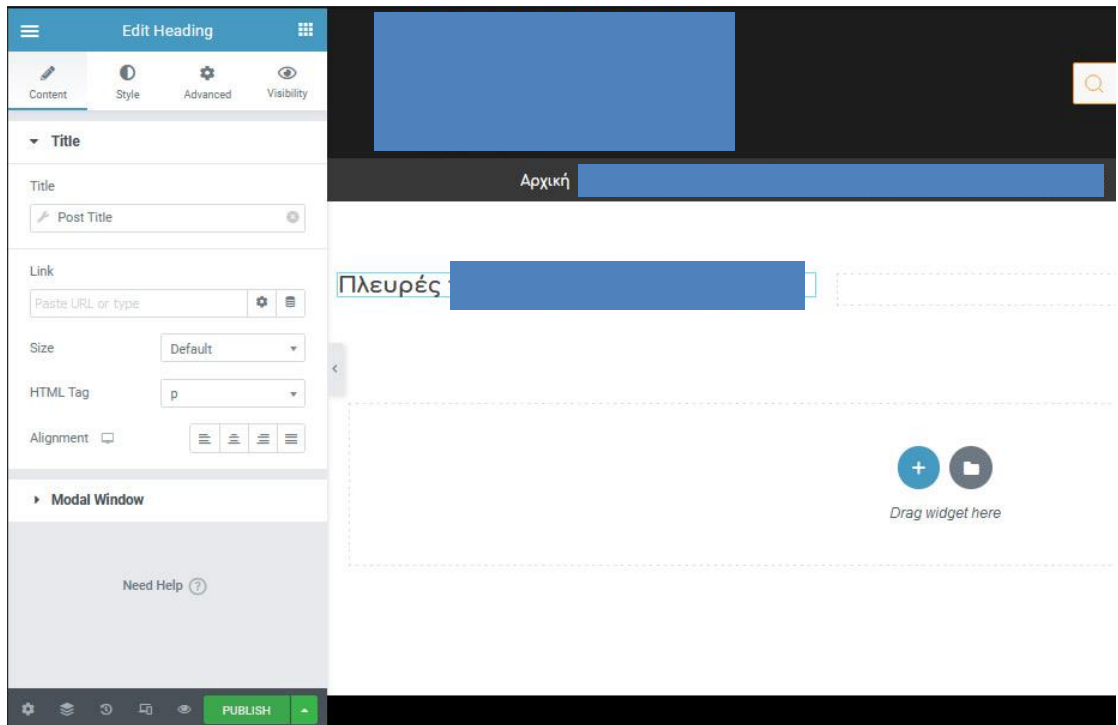 Edit Heading
Content
Style
Advanced
Visibility
Title
Title
Post Title
Link
Paste URL or type
Size
Default
HTML Tag
p
Alignment
Modal Window
Need Help
PUBLISH
Αρχική
Πλευρές
Drag widget here